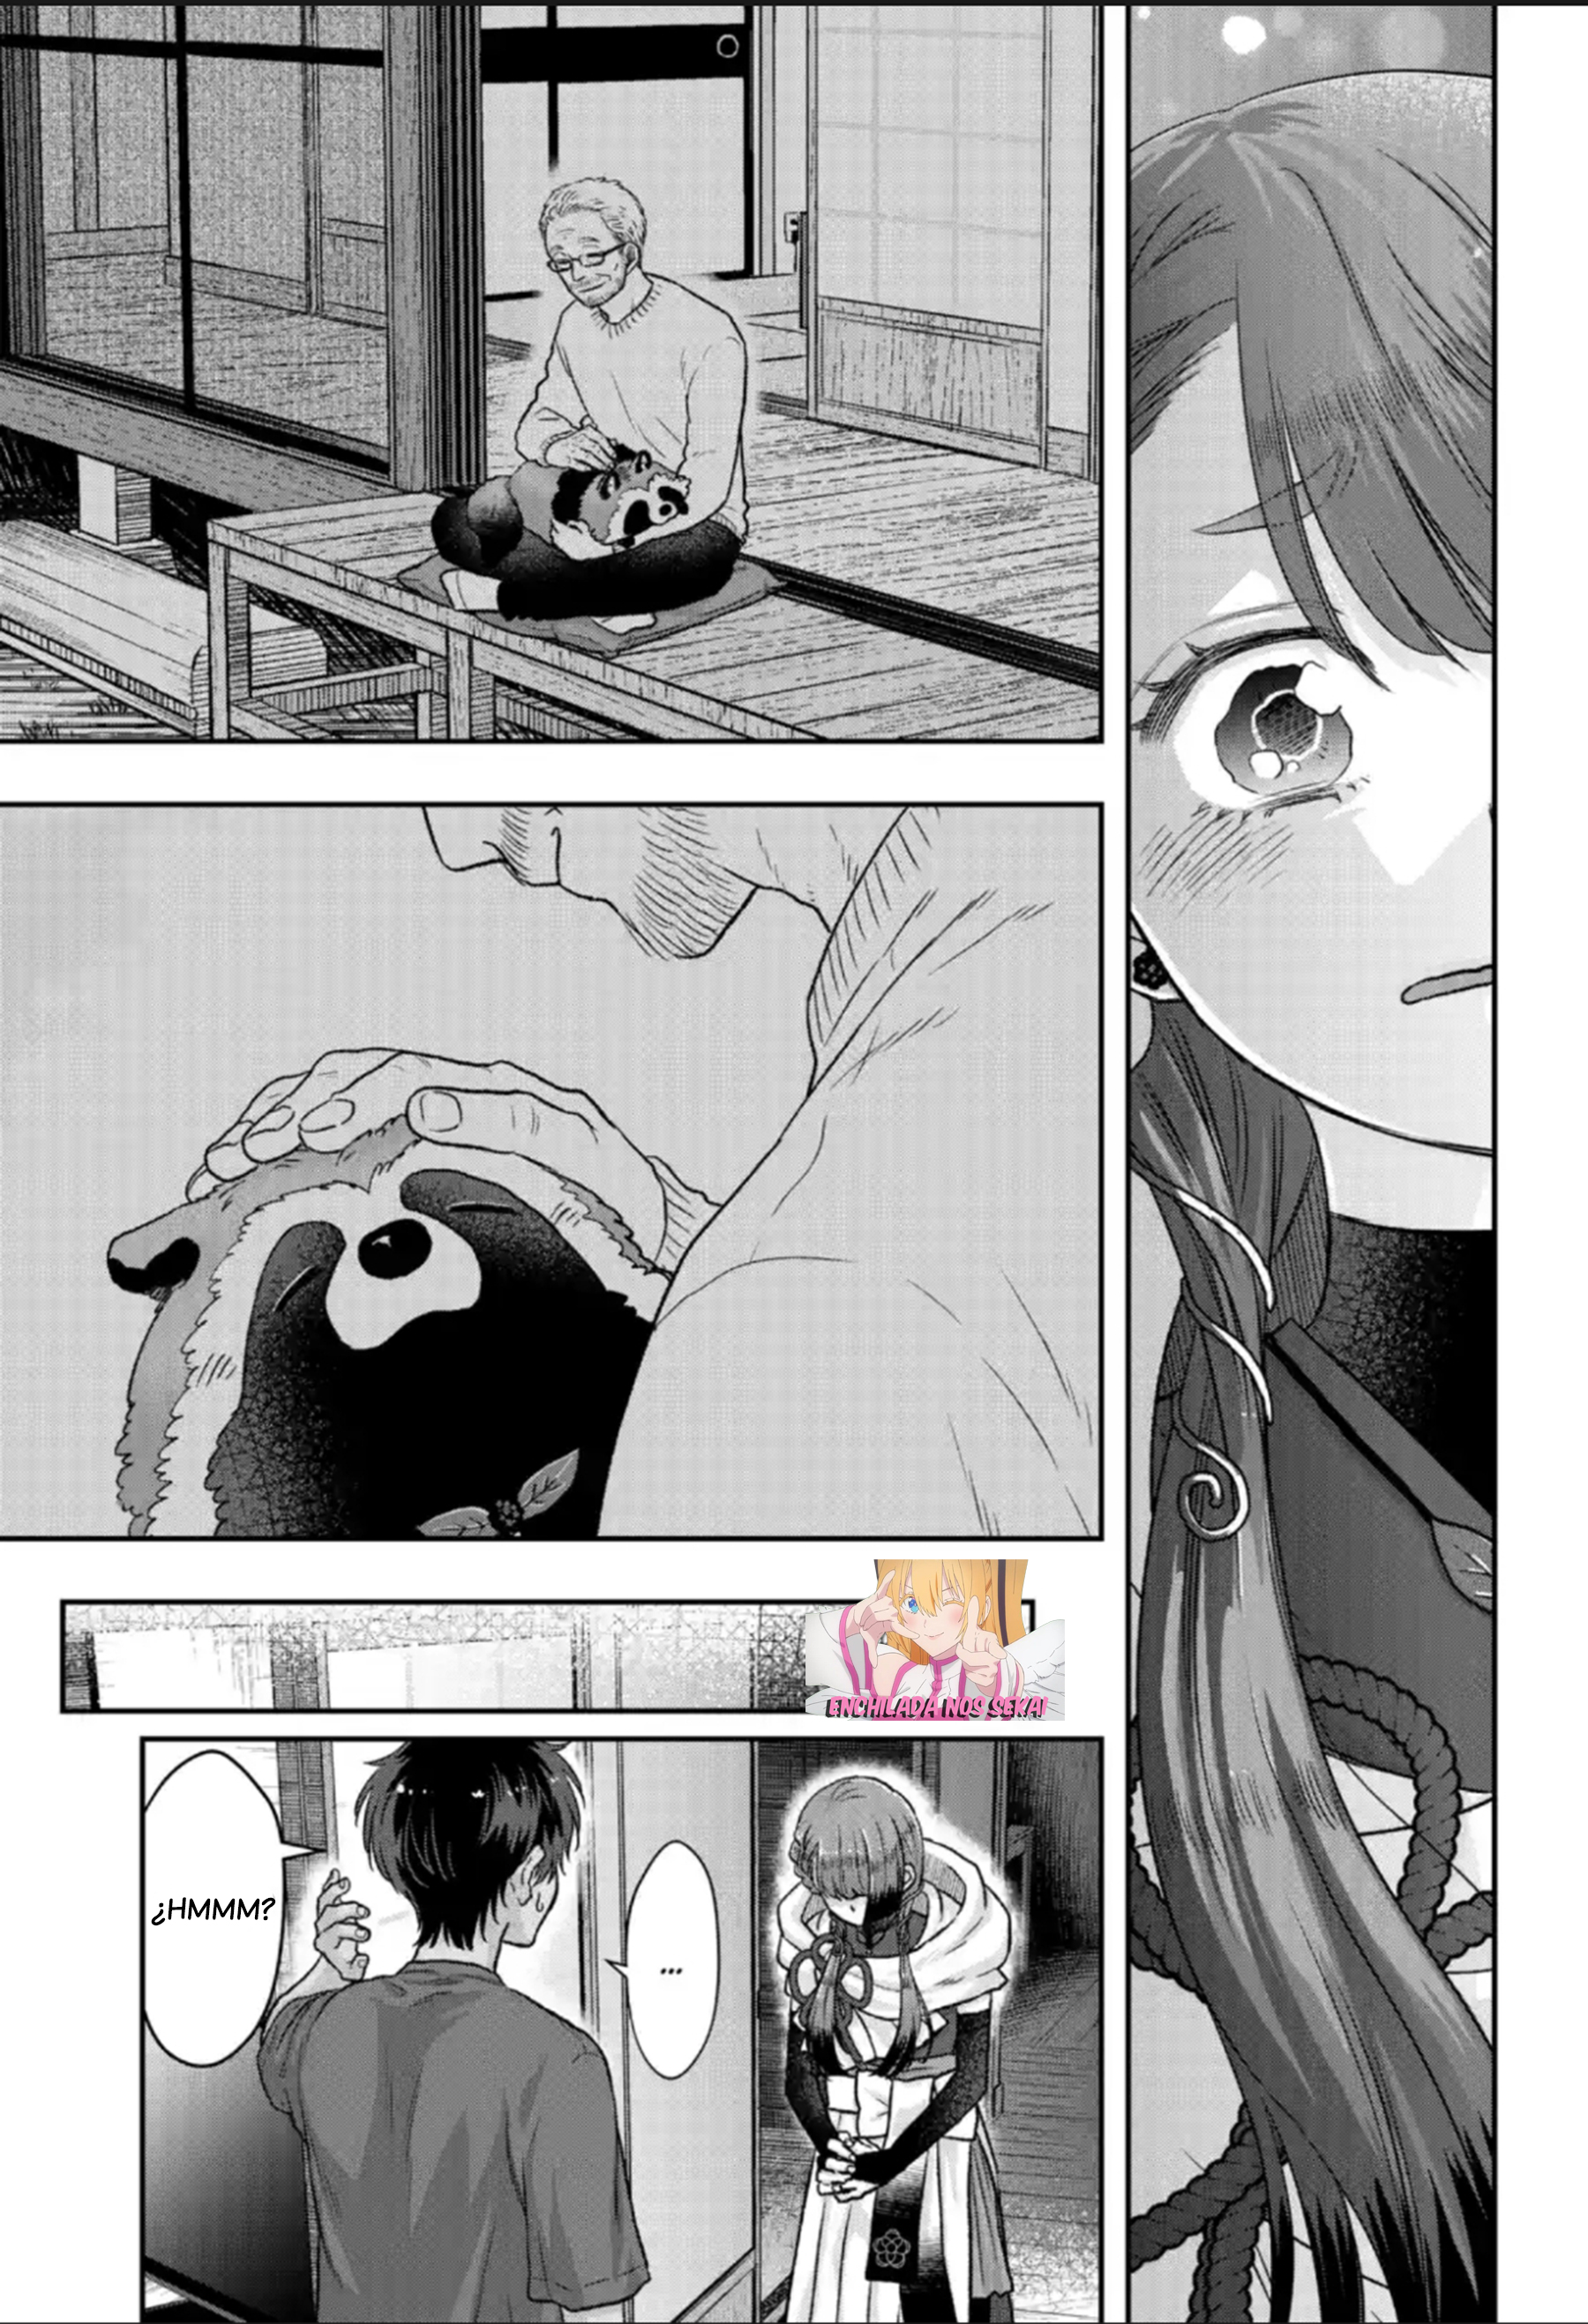 ENCHILADA NOS SEKAI
...
¿HMMM?